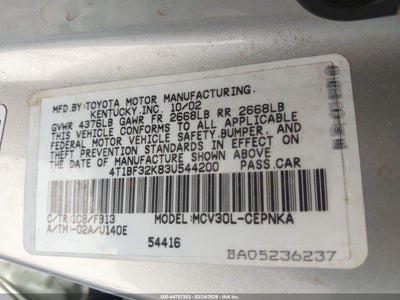 MFD.BY:TOYOTA MOTOR MANUFACTURING,
KENTUCKY,INC. 10/02
GVWR 4376LB GAWR FR 2668LB RR 2668LB
THIS VEHICLE CONFORMS TO ALL APPLICABLE
FEDERAL MOTOR VEHICLE SAFETY,BUMPER, AND
THEFT PREVENTION STANDARDS IN EFFECT ON
THE DATE OF MANUFACTURE SHOWN ABOVE.
4T1BF32K83U544200 PASS.CAR
C/TR:1C8/FB13 MODEL:MCV30L-CEPNKA
A/TM:-02A/U140E
54416
BA05236237